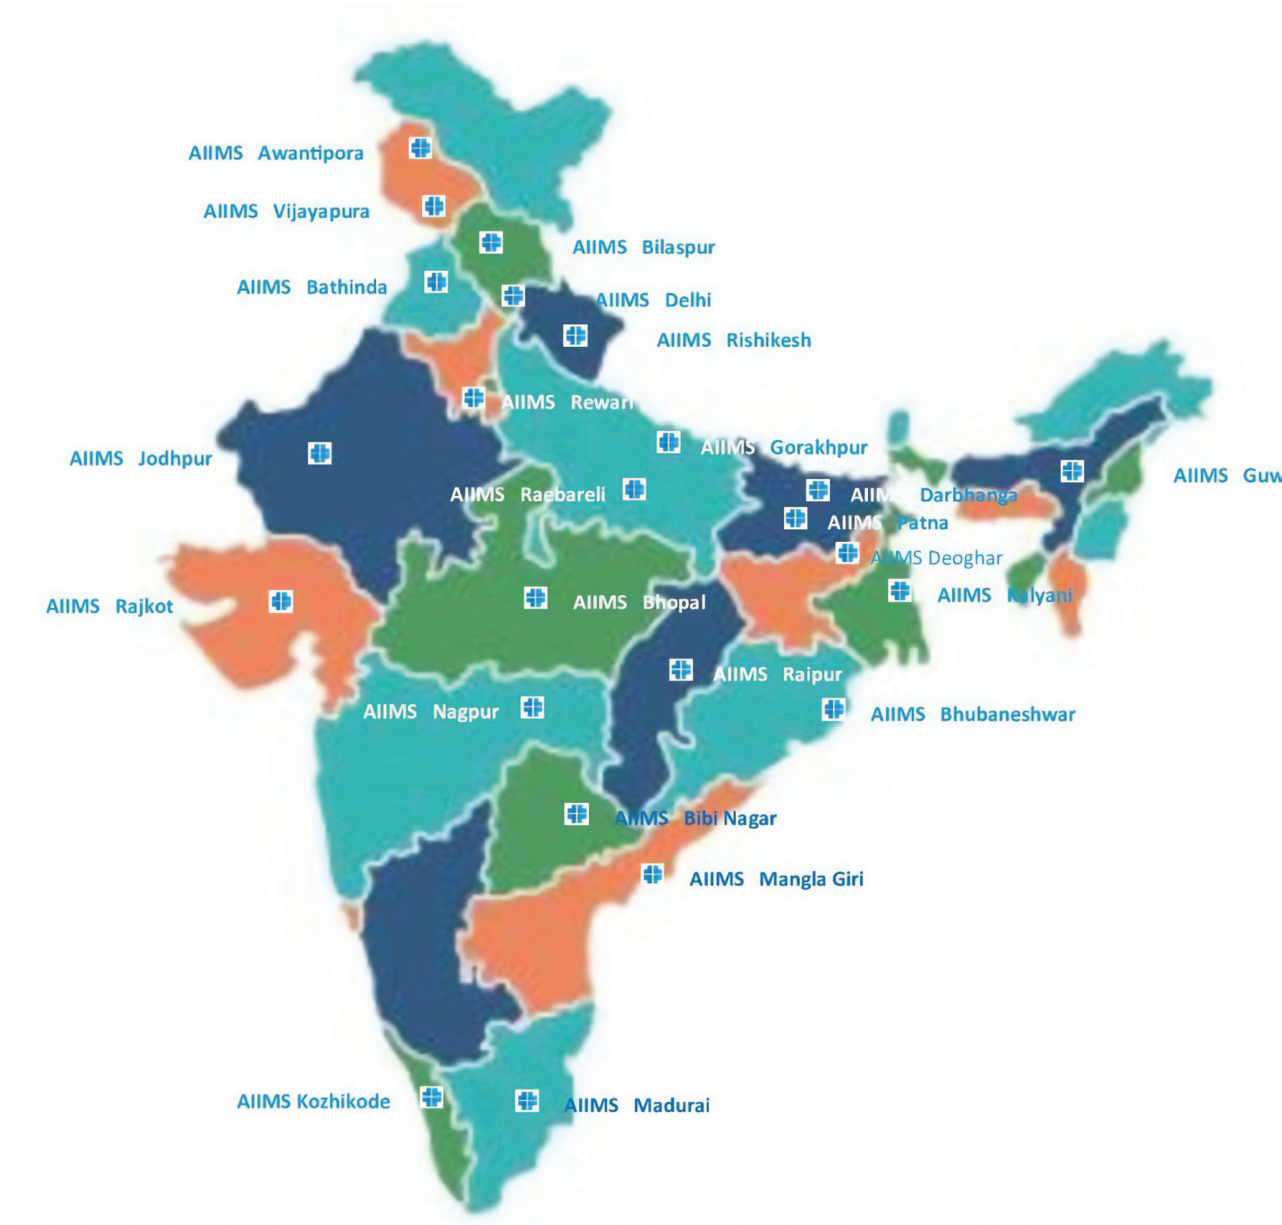 AIIMS Awantipora
AIIMS Vijayapura
AIIMS Bilaspur
AIIMS Bathinda
AIIMS Delhi
AIIMS Rishikesh
AIIMS Rewari
AIIMS Gorakhpur
AIIMS Jodhpur
AIIMS Guw
AIIMS Raebareli
AIIMS Darbhanga
AIIMS Patna
AIIMS Deoghar
AIIMS Kalyani
AIIMS Rajkot
AIIMS Bhopal
AIIMS Raipur
AIIMS Nagpur
AIIMS Bhubaneshwar
AIIMS Bibi Nagar
AIIMS Mangla Giri
AIIMS Kozhikode
AIIMS Madurai